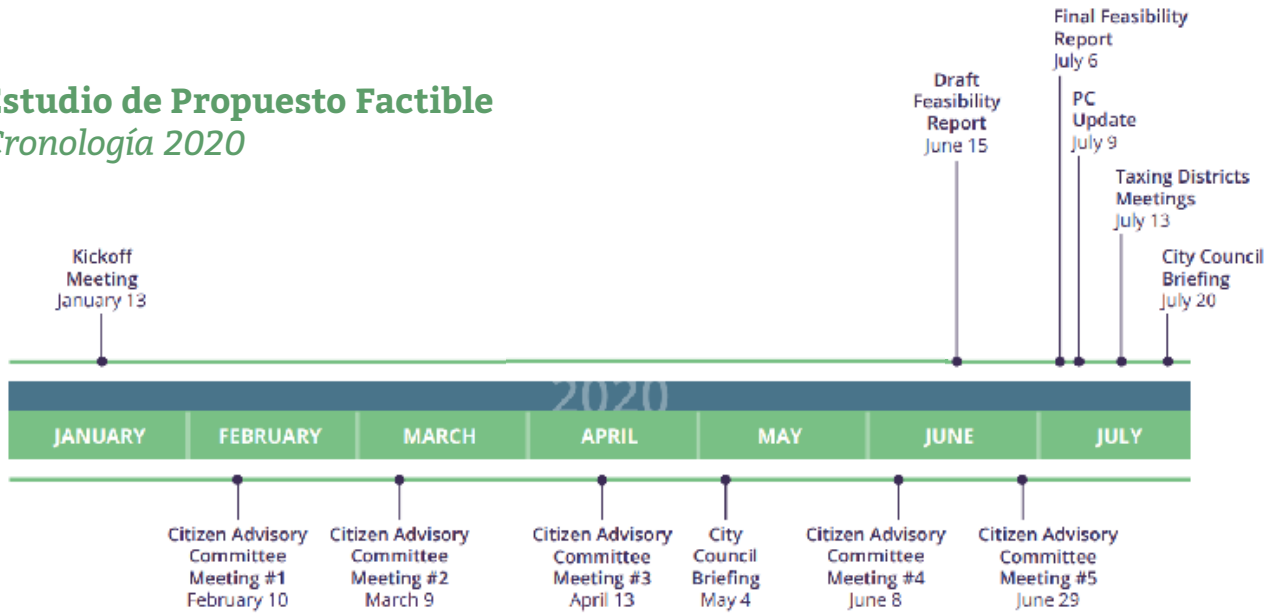 Estudio de Propuesto Factible
Cronología 2020
Final Feasibility
Report
July 6
Draft
Feasibility
Report
June 15
PC
Update
July 9
Taxing Districts
Meetings
July 13
City Council
Briefing
July 20
Kickoff
Meeting
January 13
2020
JANUARY
FEBRUARY
MARCH
APRIL
MAY
JUNE
JULY
Citizen Advisory
Committee
Meeting #1
February 10
Citizen Advisory
Committee
Meeting #2
March 9
Citizen Advisory
Committee
Meeting #3
April 13
City
Council
Briefing
May 4
Citizen Advisory
Committee
Meeting #4
June 8
Citizen Advisory
Committee
Meeting #5
June 29